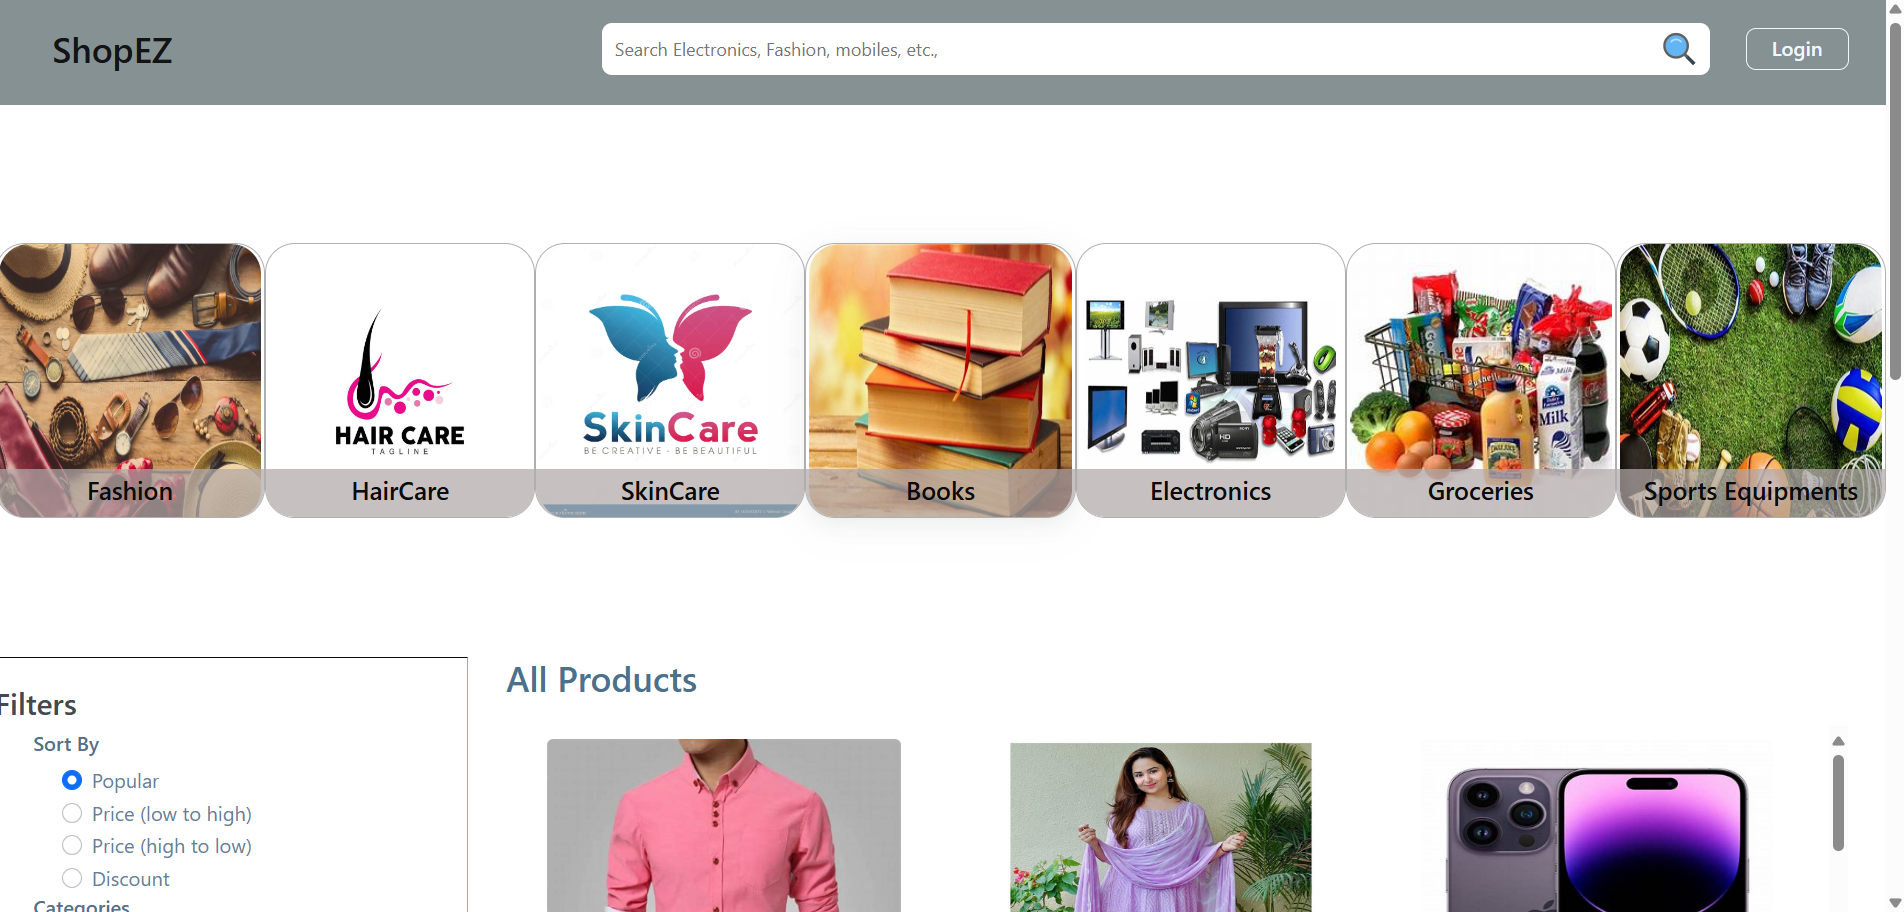 ShopEZ
Search Electronics, Fashion, mobiles, etc.,
Login
HAIR CARE
TAGLINE
SkinCare
BE CREATIVE - BE BEAUTIFUL
HD
Milk
Fashion
HairCare
SkinCare
Books
Electronics
Groceries
Sports Equipments
All Products
Filters
Sort By
Popular
Price (low to high)
Price (high to low)
Discount
Categories